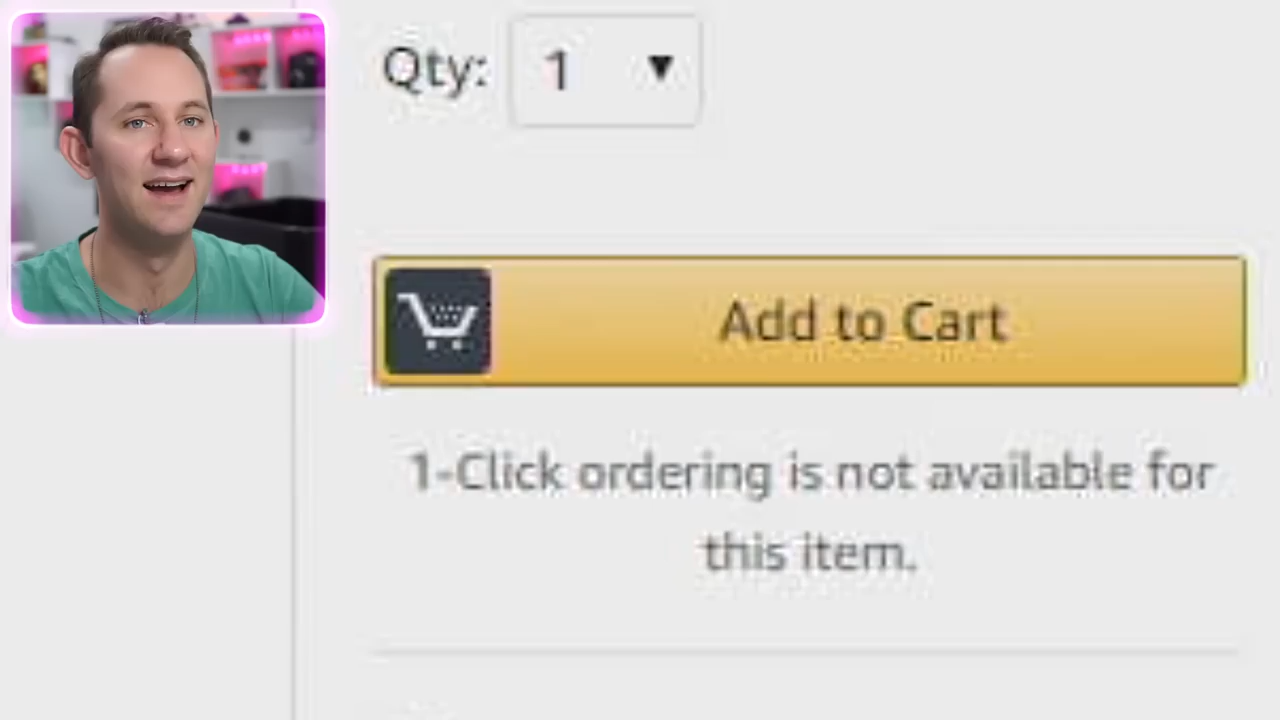 Qty: 1
Add to Cart
1-Click ordering is not available for
this item.